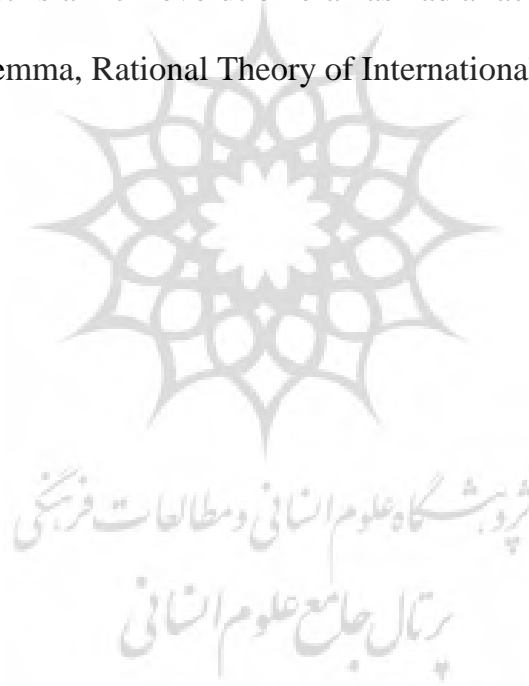 emma, Rational Theory of Internationa
پژوهشگاه علوم انسانی و مطالعات فرهنگی
پرتال جامع علوم انسانی